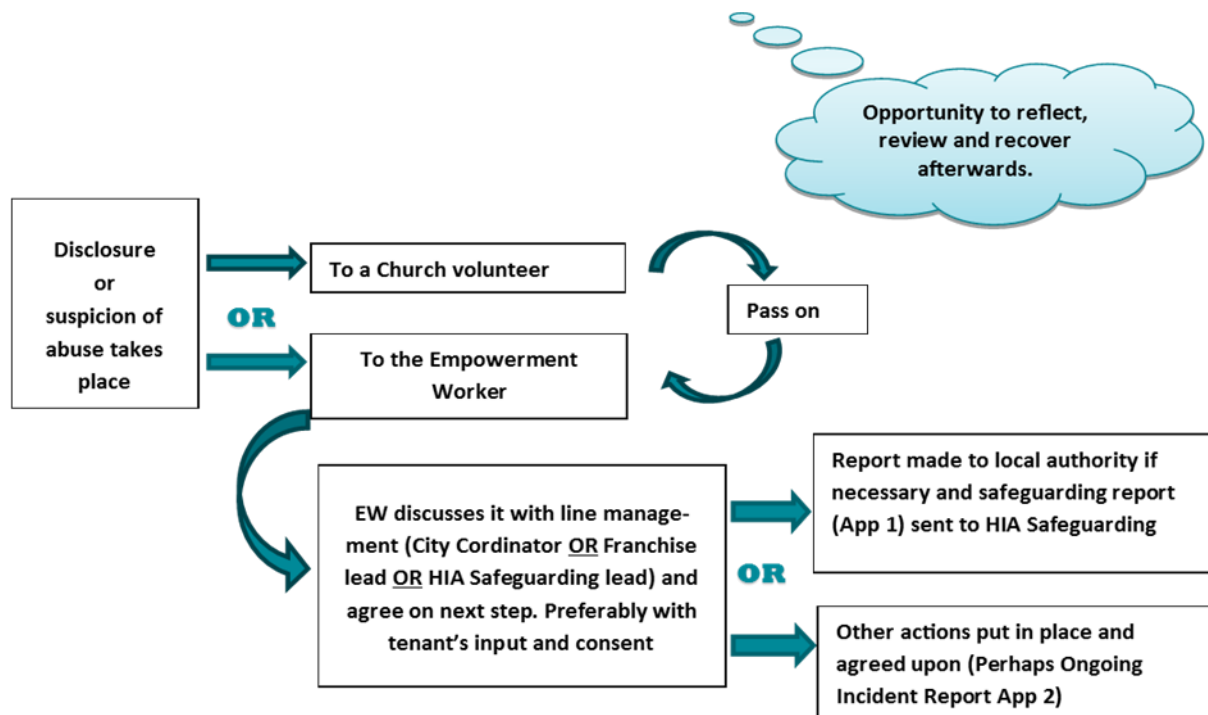 Opportunity to reflect,
review and recover
afterwards.
Disclosure
or
suspicion of
abuse takes
place
To a Church volunteer
OR
Pass on
To the Empowerment
Worker
EW discusses it with line manage-
ment (City Cordinator OR Franchise
lead OR HIA Safeguarding lead) and
agree on next step. Preferably with
tenant’s input and consent
Report made to local authority if
necessary and safeguarding report
(App 1) sent to HIA Safeguarding
OR
Other actions put in place and
agreed upon (Perhaps Ongoing
Incident Report App 2)